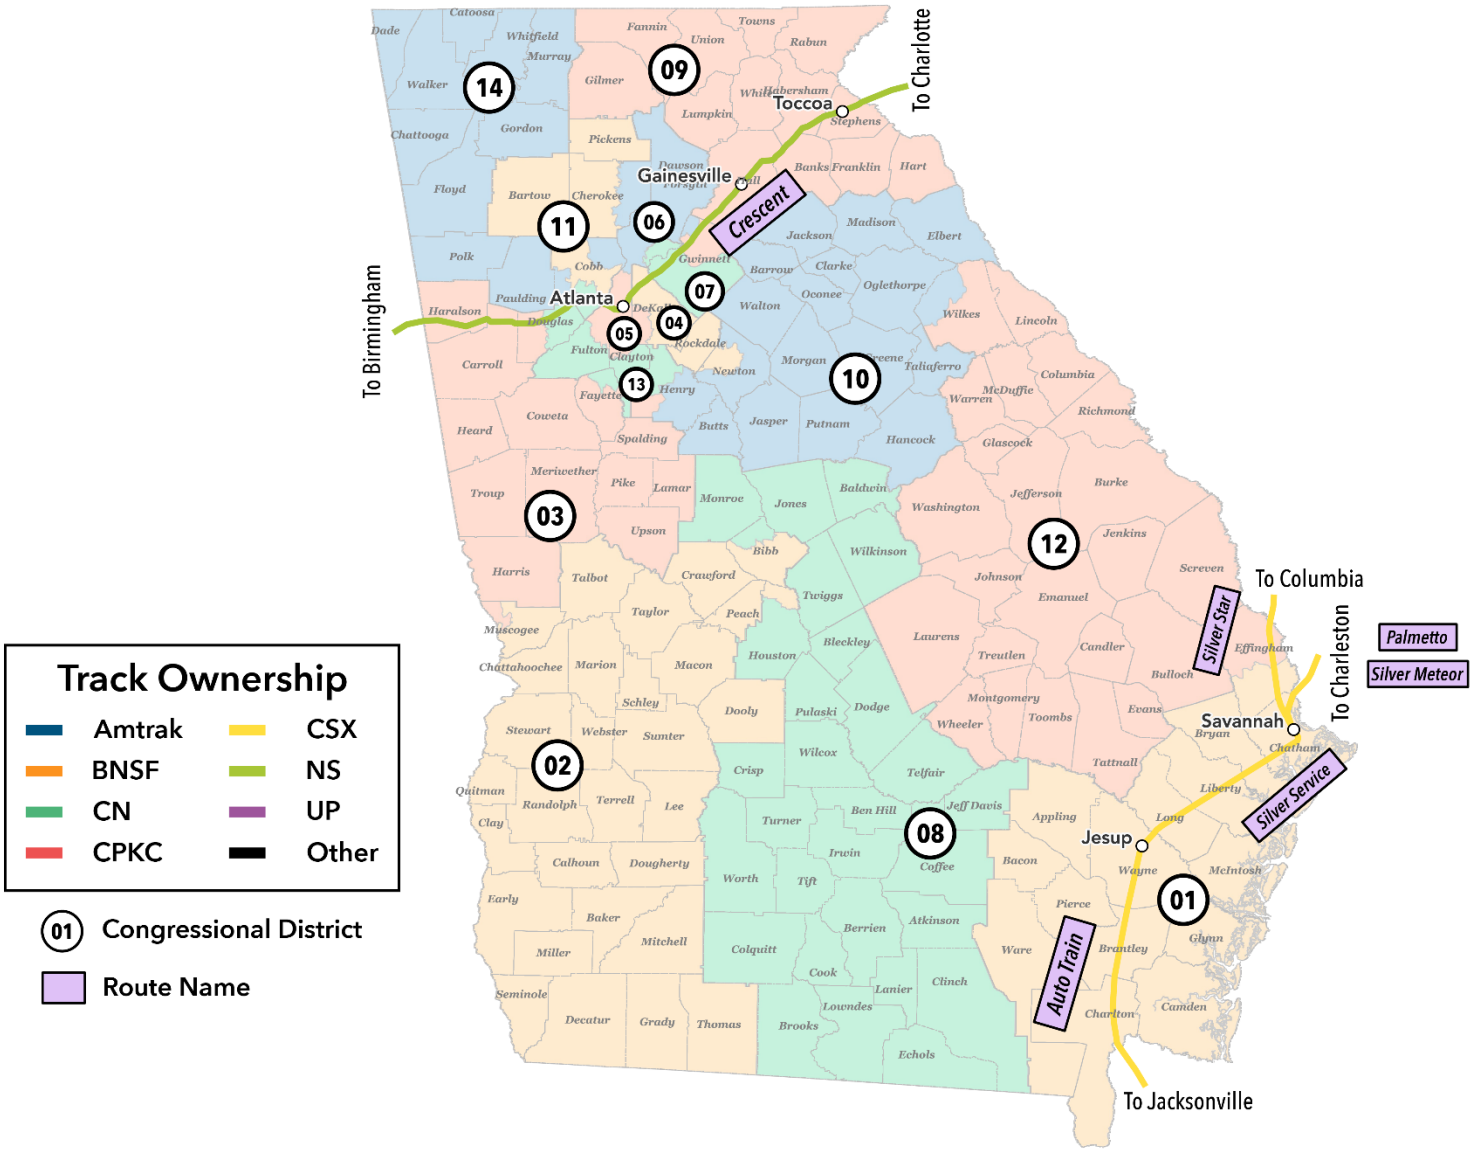 Dade
Catoosa
Whitfield
Murray
Walker
14
Chattooga
Gordon
Floyd
Polk
Paulding
Fannin
Union
Towns
Rabun
Gilmer
09
White
Habersham
Lumpkin
Toccoa
Stephens
To Charlotte
Pickens
Dawson
Forsyth
Gainesville
Hall
Banks
Franklin
Hart
Bartow
Cherokee
11
06
Crescent
Cobb
Gwinnett
07
Atlanta
DeKalb
04
05
Rockdale
To Birmingham
Haralson
Douglas
Fulton
Clayton
13
Newton
Henry
Fayette
Carroll
Coweta
Heard
Spalding
Butts
Jackson
Madison
Elbert
Barrow
Clarke
Oconee
Oglethorpe
Walton
Morgan
Greene
Taliaferro
10
Jasper
Putnam
Hancock
Wilkes
Lincoln
Columbia
McDuffie
Warren
Richmond
Glascock
Meriwether
Troup
Pike
Lamar
03
Upson
Harris
Monroe
Jones
Baldwin
Wilkinson
Washington
Jefferson
Burke
12
Jenkins
Screven
Johnson
Emanuel
Talbot
Crawford
Bibb
Taylor
Peach
Twiggs
Muscogee
Chattahoochee
Marion
Macon
Houston
Bleckley
Laurens
Treutlen
Candler
Bulloch
Effingham
Silver Star
To Columbia
To Charleston
Palmetto
Silver Meteor
Schley
Dooly
Pulaski
Dodge
Montgomery
Wheeler
Toombs
Evans
Tattnall
Stewart
Webster
Sumter
02
Wilcox
Crisp
Telfair
Savannah
Bryan
Chatham
Liberty
Silver Service
Quitman
Randolph
Terrell
Lee
Clay
Turner
Ben Hill
Jeff Davis
08
Coffee
Irwin
Appling
Long
Jesup
Wayne
McIntosh
Bacon
01
Calhoun
Dougherty
Worth
Tift
Early
Baker
Mitchell
Miller
Colquitt
Berrien
Atkinson
Pierce
Ware
Brantley
Glynn
Auto Train
Cook
Lanier
Clinch
Seminole
Decatur
Grady
Thomas
Brooks
Lowndes
Echols
Charlton
Camden
To Jacksonville
Track Ownership
Amtrak
CSX
BNSF
NS
CN
UP
CPKC
Other
01
Congressional District
Route Name